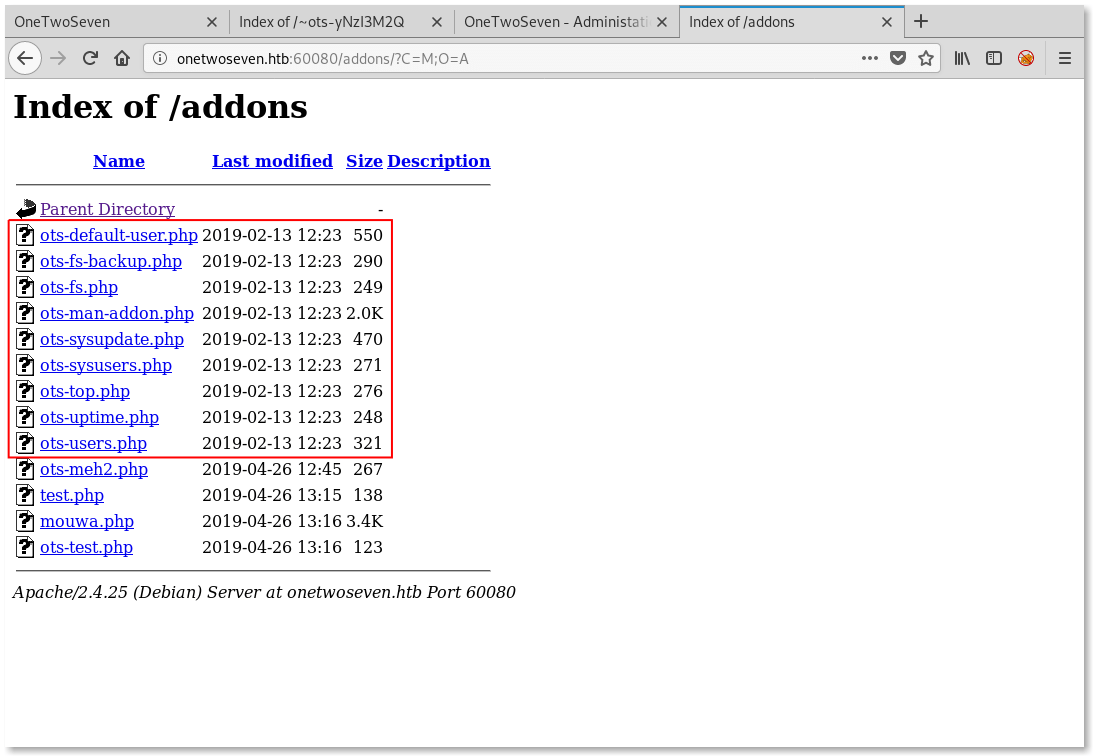 OneTwoSeven
Index of /~ots-yNzI3M2Q
OneTwoSeven - Administati
Index of /addons
onetwoseven.htb:60080/addons/?C=M;O=A
Index of /addons
Name Last modified Size Description
Parent Directory -
ots-default-user.php 2019-02-13 12:23 550
ots-fs-backup.php 2019-02-13 12:23 290
ots-fs.php 2019-02-13 12:23 249
ots-man-addon.php 2019-02-13 12:23 2.0K
ots-sysupdate.php 2019-02-13 12:23 470
ots-sysusers.php 2019-02-13 12:23 271
ots-top.php 2019-02-13 12:23 276
ots-uptime.php 2019-02-13 12:23 248
ots-users.php 2019-02-13 12:23 321
ots-meh2.php 2019-04-26 12:45 267
test.php 2019-04-26 13:15 138
mouwa.php 2019-04-26 13:16 3.4K
ots-test.php 2019-04-26 13:16 123
Apache/2.4.25 (Debian) Server at onetwoseven.htb Port 60080